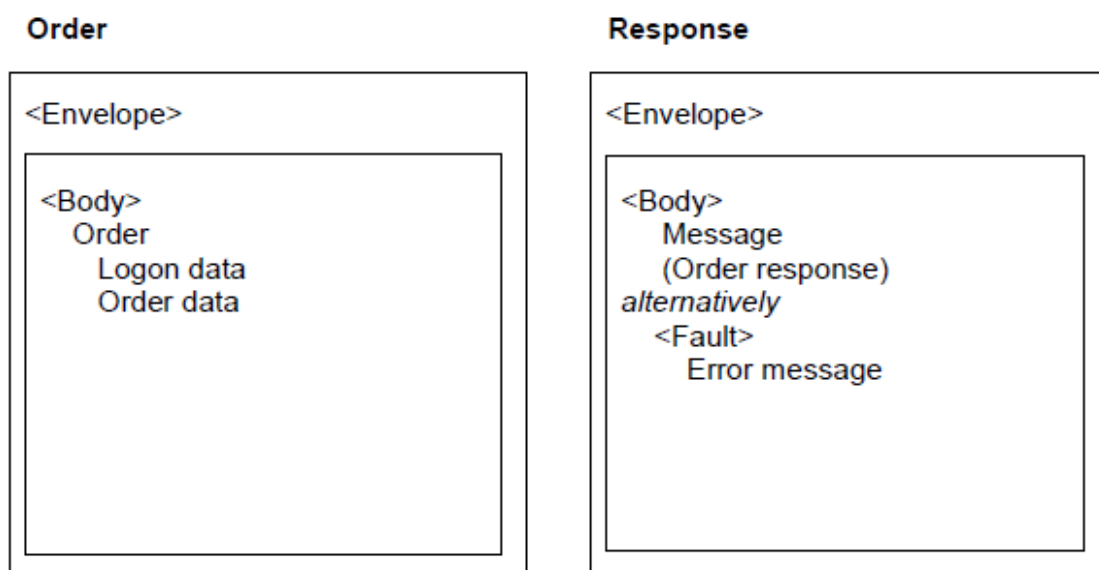 Order
<Envelope>
<Body>
Order
Logon data
Order data
Response
<Envelope>
<Body>
Message
(Order response)
alternatively
<Fault>
Error message